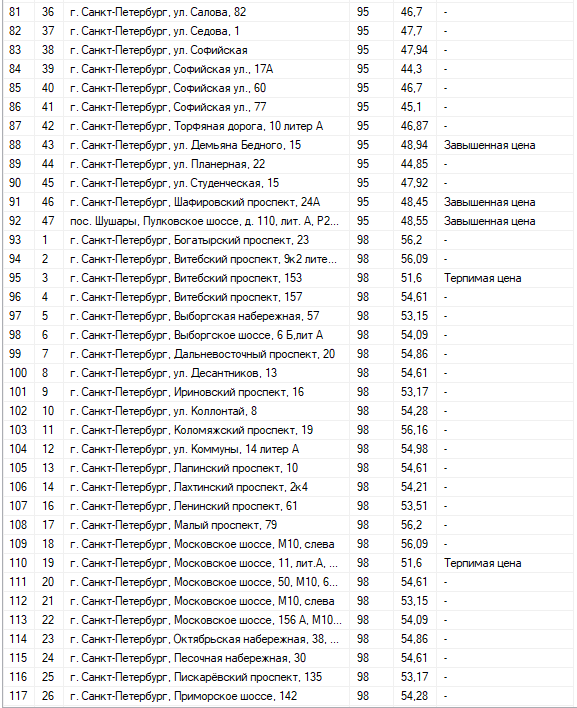 81 36 г. Санкт-Петербург, ул. Салова, 82 95 46,7 -
82 37 г. Санкт-Петербург, ул. Седова, 1 95 47,7 -
83 38 г. Санкт-Петербург, ул. Софийская 95 47,94 -
84 39 г. Санкт-Петербург, Софийская ул., 17А 95 44,3 -
85 40 г. Санкт-Петербург, Софийская ул., 60 95 46,7 -
86 41 г. Санкт-Петербург, Софийская ул., 77 95 45,1 -
87 42 г. Санкт-Петербург, Торфяная дорога, 10 литер А 95 46,87 -
88 43 г. Санкт-Петербург, ул. Демьяна Бедного, 15 95 48,94 Завышенная цена
89 44 г. Санкт-Петербург, ул. Планерная, 22 95 44,85 -
90 45 г. Санкт-Петербург, ул. Студенческая, 15 95 47,92 -
91 46 г. Санкт-Петербург, Шафировский проспект, 24А 95 48,45 Завышенная цена
92 47 пос. Шушары, Пулковское шоссе, д. 110, лит. А, Р2... 95 48,55 Завышенная цена
93 1 г. Санкт-Петербург, Богатырский проспект, 23 98 56,2 -
94 2 г. Санкт-Петербург, Витебский проспект, 9к2 лите... 98 56,09 -
95 3 г. Санкт-Петербург, Витебский проспект, 153 98 51,6 Терпимая цена
96 4 г. Санкт-Петербург, Витебский проспект, 157 98 54,61 -
97 5 г. Санкт-Петербург, Выборгская набережная, 57 98 53,15 -
98 6 г. Санкт-Петербург, Выборгское шоссе, 6 Б,лит А 98 54,09 -
99 7 г. Санкт-Петербург, Дальневосточный проспект, 20 98 54,86 -
100 8 г. Санкт-Петербург, ул. Десантников, 13 98 54,61 -
101 9 г. Санкт-Петербург, Ириновский проспект, 16 98 53,17 -
102 10 г. Санкт-Петербург, ул. Коллонтай, 8 98 54,28 -
103 11 г. Санкт-Петербург, Коломяжский проспект, 19 98 56,16 -
104 12 г. Санкт-Петербург, ул. Коммуны, 14 литер А 98 54,98 -
105 13 г. Санкт-Петербург, Лапинский проспект, 10 98 54,61 -
106 14 г. Санкт-Петербург, Лахтинский проспект, 2к4 98 54,21 -
107 16 г. Санкт-Петербург, Ленинский проспект, 61 98 53,51 -
108 17 г. Санкт-Петербург, Малый проспект, 79 98 56,2 -
109 18 г. Санкт-Петербург, Московское шоссе, М10, слева 98 56,09 -
110 19 г. Санкт-Петербург, Московское шоссе, 11, лит.А, ... 98 51,6 Терпимая цена
111 20 г. Санкт-Петербург, Московское шоссе, 50, М10, 6... 98 54,61 -
112 21 г. Санкт-Петербург, Московское шоссе, М10, слева 98 53,15 -
113 22 г. Санкт-Петербург, Московское шоссе, 156 А, М10... 98 54,09 -
114 23 г. Санкт-Петербург, Октябрьская набережная, 38, ... 98 54,86 -
115 24 г. Санкт-Петербург, Песочная набережная, 30 98 54,61 -
116 25 г. Санкт-Петербург, Пискарёвский проспект, 135 98 53,17 -
117 26 г. Санкт-Петербург, Приморское шоссе, 142 98 54,28 -